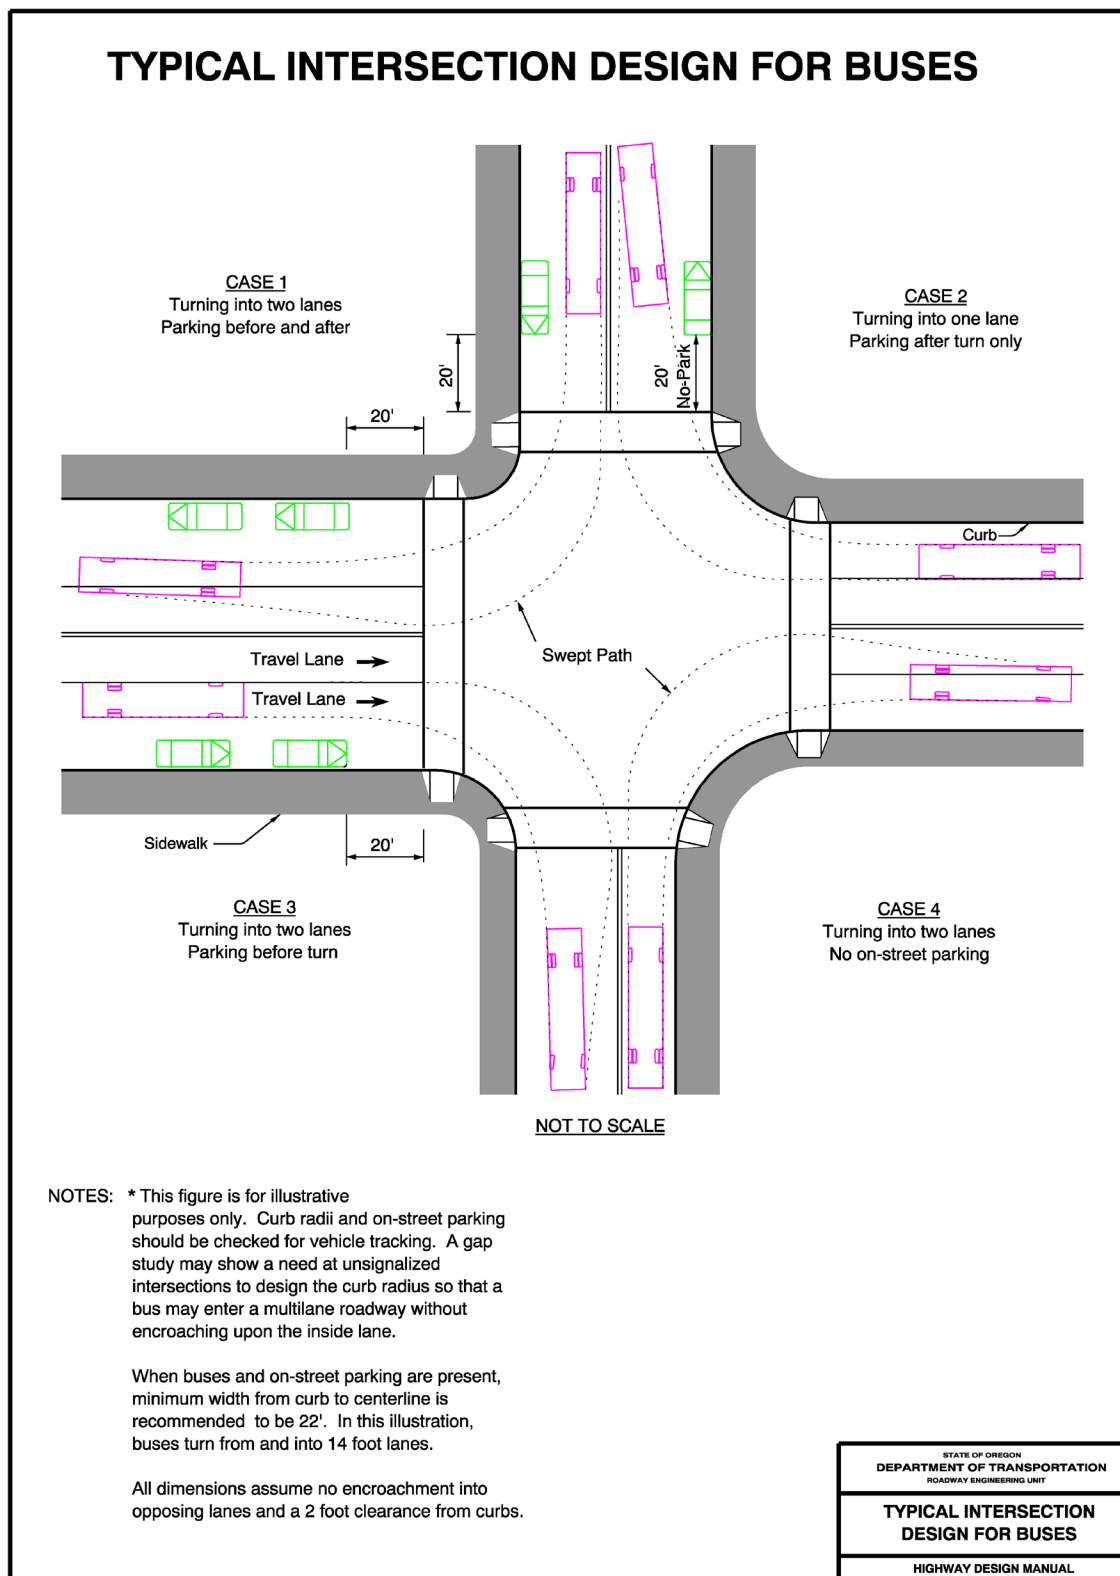 TYPICAL INTERSECTION DESIGN FOR BUSES
CASE 1
Turning into two lanes
Parking before and after
CASE 2
Turning into one lane
Parking after turn only
20'
20'
No-Park
20'
Curb
Swept Path
Travel Lane
Travel Lane
Sidewalk
20'
CASE 3
Turning into two lanes
Parking before turn
CASE 4
Turning into two lanes
No on-street parking
NOT TO SCALE
NOTES: * This figure is for illustrative
purposes only. Curb radii and on-street parking
should be checked for vehicle tracking. A gap
study may show a need at unsignalized
intersections to design the curb radius so that a
bus may enter a multilane roadway without
encroaching upon the inside lane.
When buses and on-street parking are present,
minimum width from curb to centerline is
recommended to be 22'. In this illustration,
buses turn from and into 14 foot lanes.
All dimensions assume no encroachment into
opposing lanes and a 2 foot clearance from curbs.
STATE OF OREGON
DEPARTMENT OF TRANSPORTATION
ROADWAY ENGINEERING UNIT
TYPICAL INTERSECTION
DESIGN FOR BUSES
HIGHWAY DESIGN MANUAL